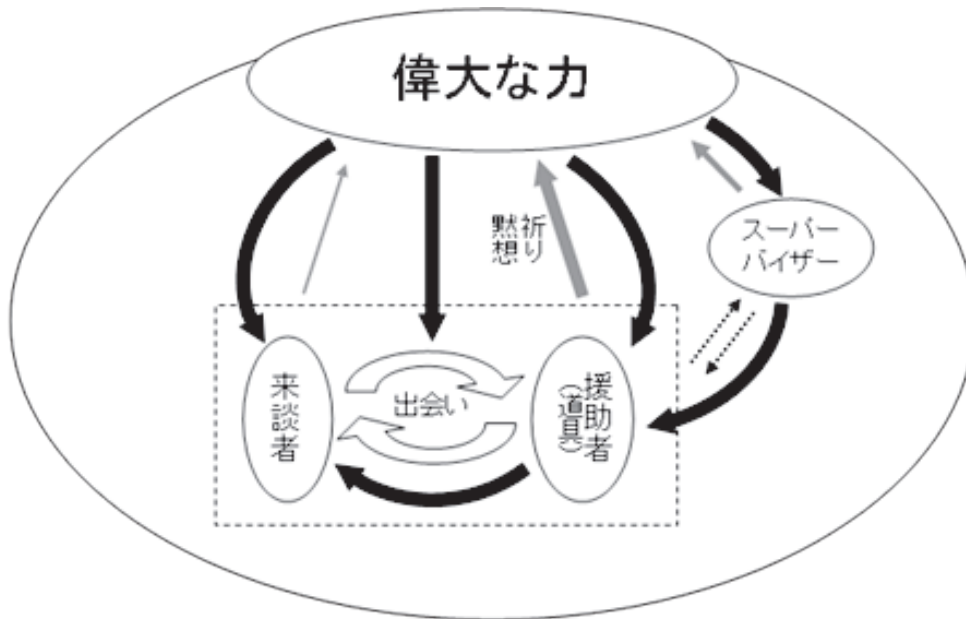 偉大な力
祈り
黙想
スーパー
バイザー
来談者
出会い
援助者
(道具)